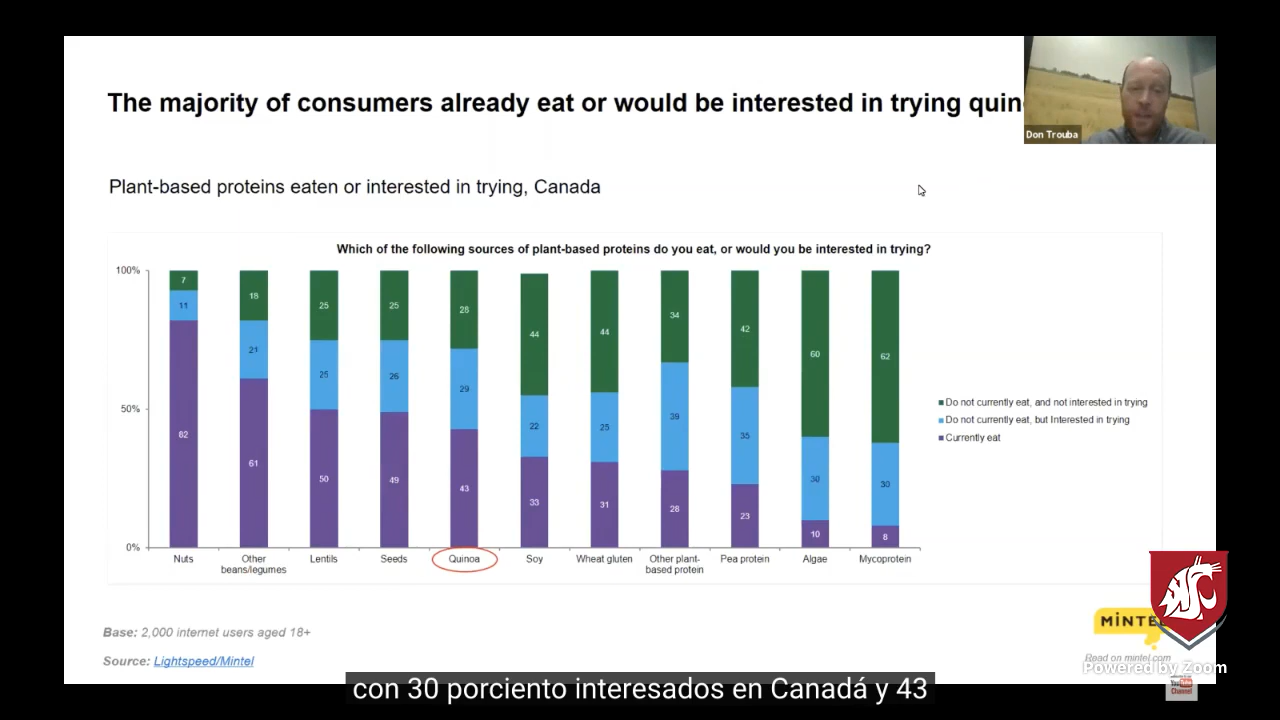 The majority of consumers already eat or would be interested in trying
Don Trouba
Plant-based proteins eaten or interested in trying, Canada
Which of the following sources of plant-based proteins do you eat, or would you be interested in trying?
100%
50%
0%
7 18 25 25 28 44 44 34 42 60 62
11 21 25 26 29 22 25 39 35 30 30
82 61 50 49 43 33 31 28 23 10 8
Nuts Other beans/legumes Lentils Seeds Quinoa Soy Wheat gluten Other plant-based protein Pea protein Algae Mycoprotein
Do not currently eat, and not interested in trying
Do not currently eat, but Interested in trying
Currently eat
Base: 2,000 internet users aged 18+
Source: Lightspeed/Mintel
Read on mintel.com
Powered by Zoom
con 30 porciento interesados en Canadá y 43
YouTube
Channel